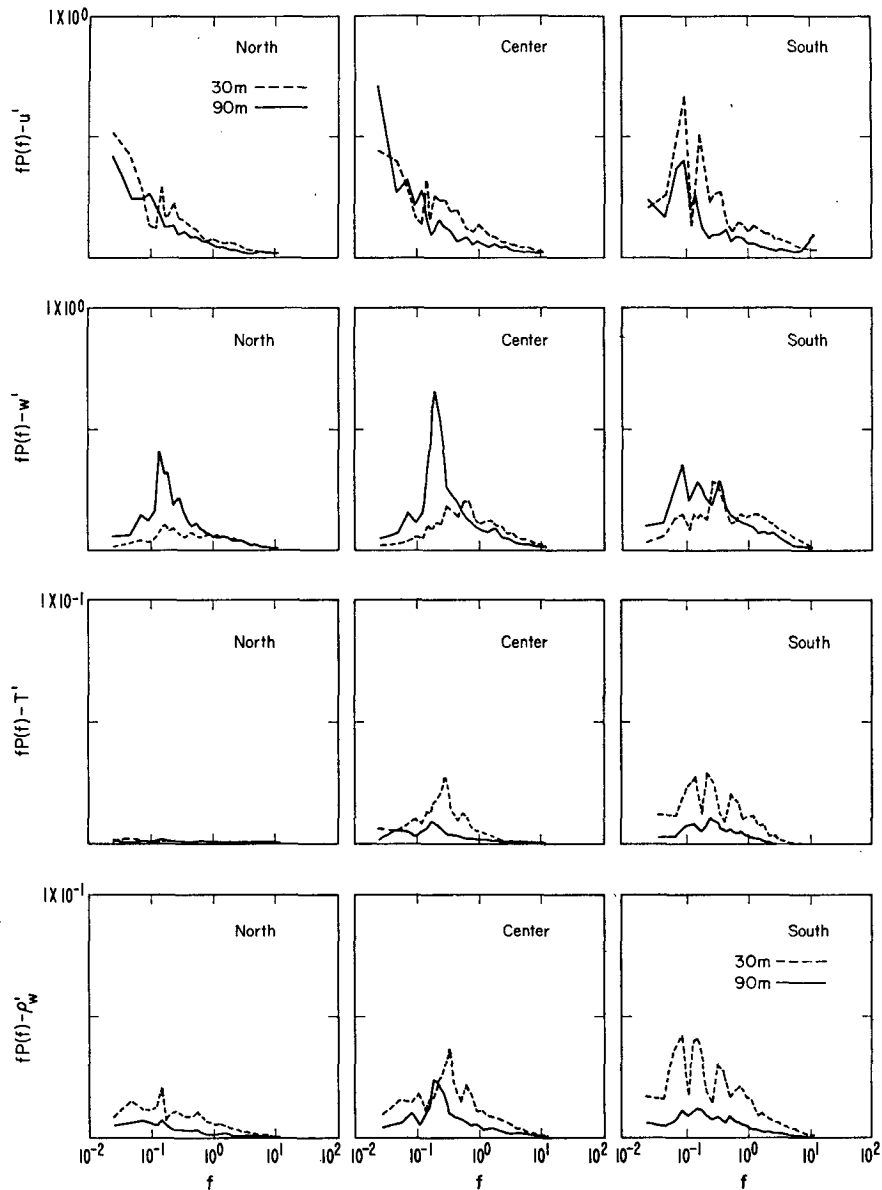 1X10⁰
fP(f)-u'
North
30m
90m
Center
South
1X10⁰
fP(f)-w'
North
Center
South
1X10⁻¹
fP(f)-T'
North
Center
South
1X10⁻¹
fP(f)-ρ'w
North
Center
South
30m
90m
10⁻² 10⁻¹ 10⁰ 10¹ 10²
10⁻² 10⁻¹ 10⁰ 10¹ 10²
10⁻² 10⁻¹ 10⁰ 10¹ 10²
f
f
f